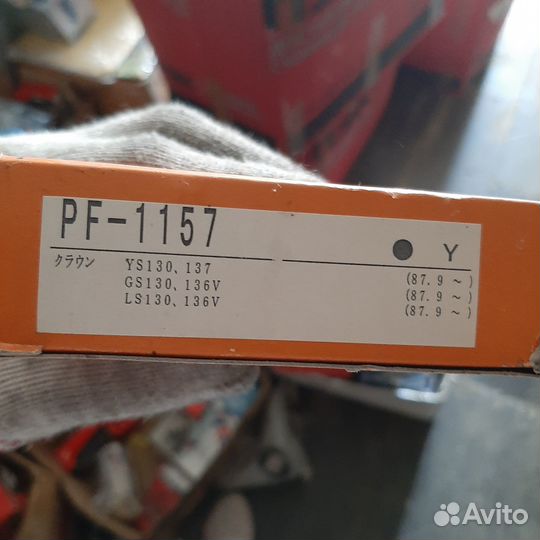 PF-1157
● Y
クラウン YS130、137 (87.9 ～ )
GS130、136V (87.9 ～ )
LS130、136V (87.9 ～ )
Avito